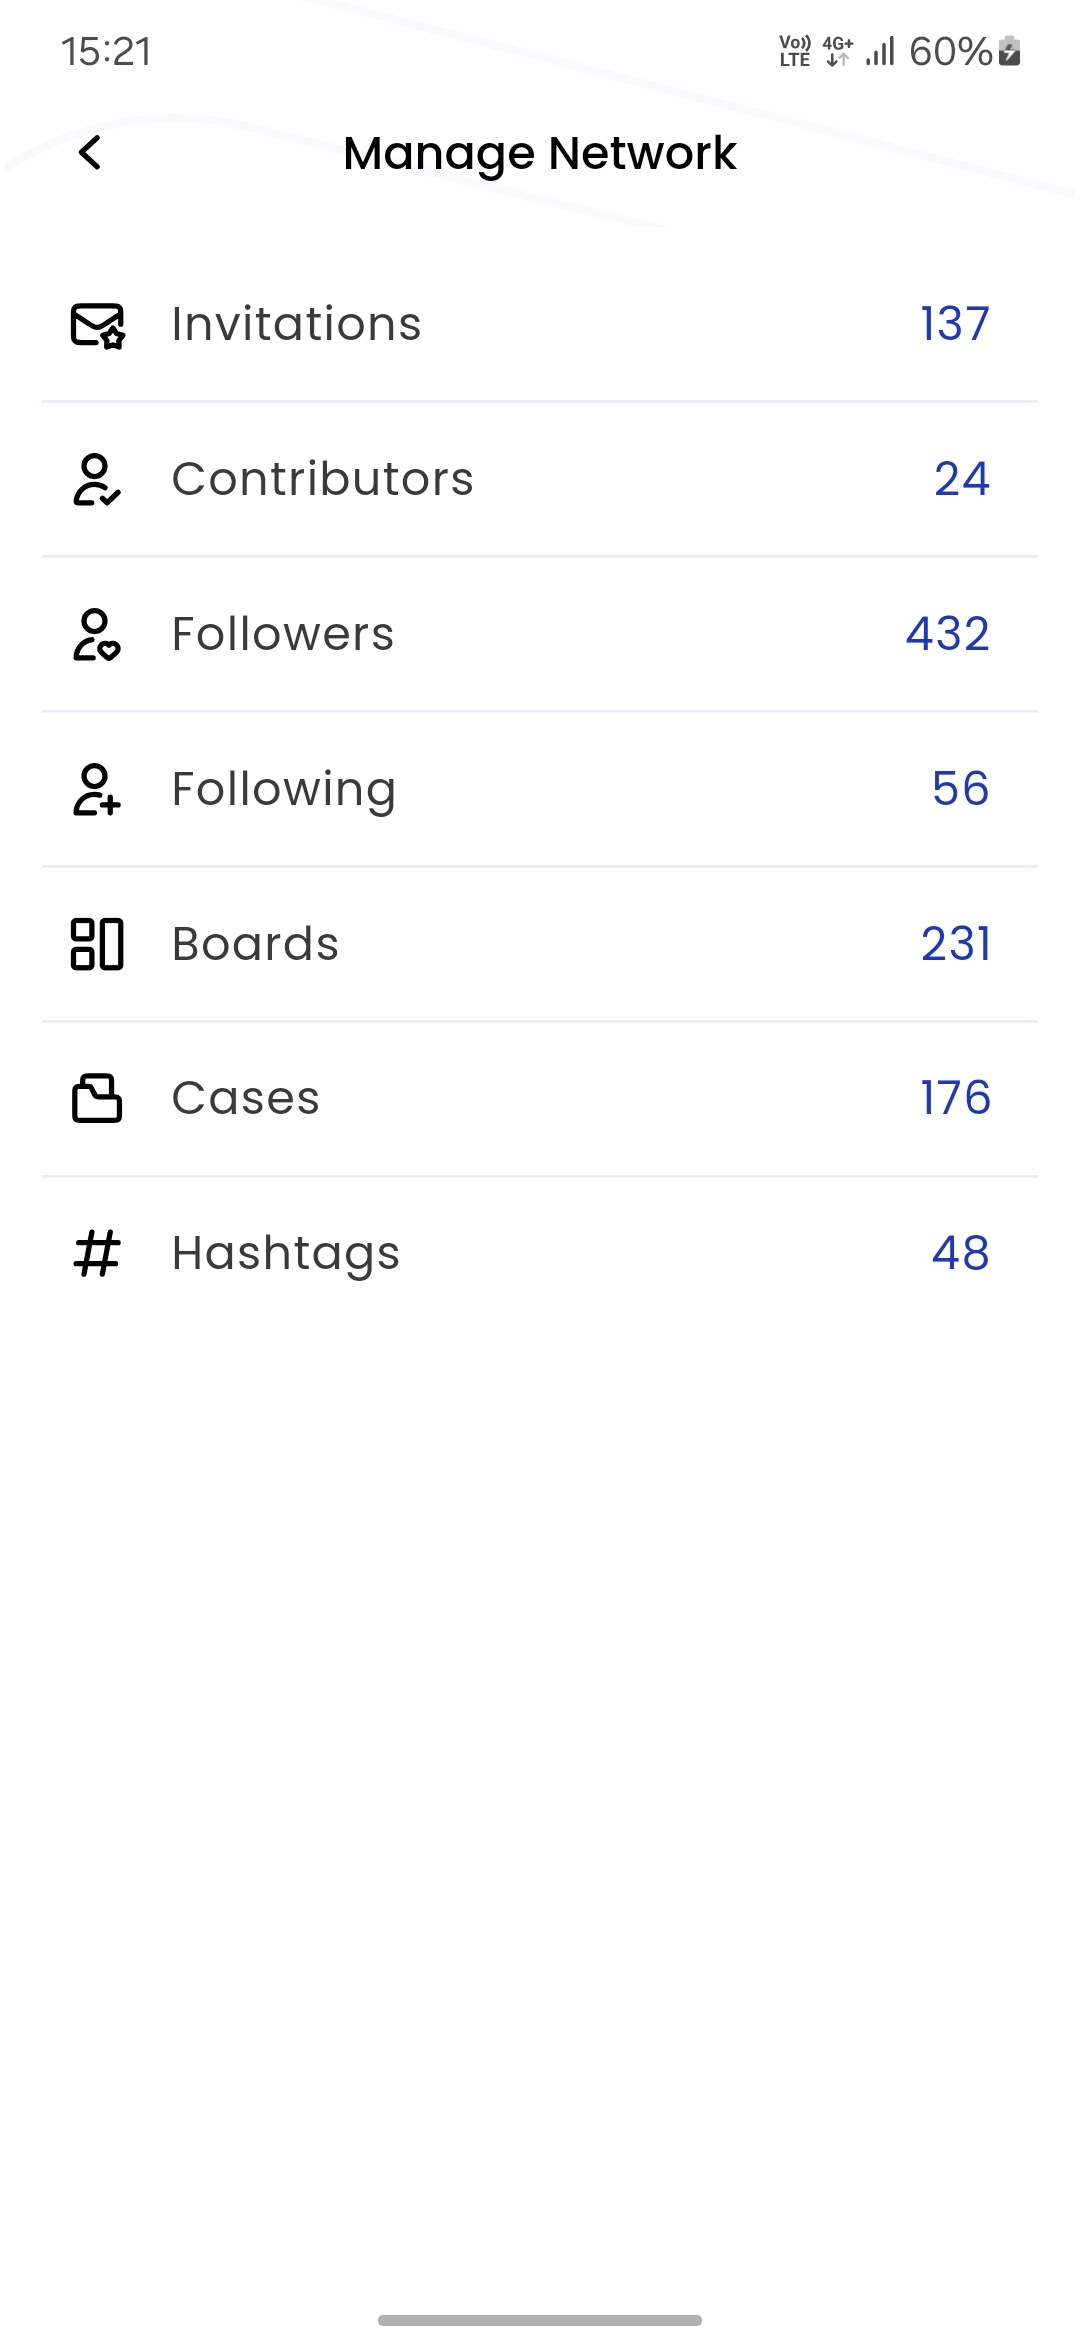 15:21 Vo)) LTE 4G+ 60%
Manage Network
Invitations 137
Contributors 24
Followers 432
Following 56
Boards 231
Cases 176
Hashtags 48